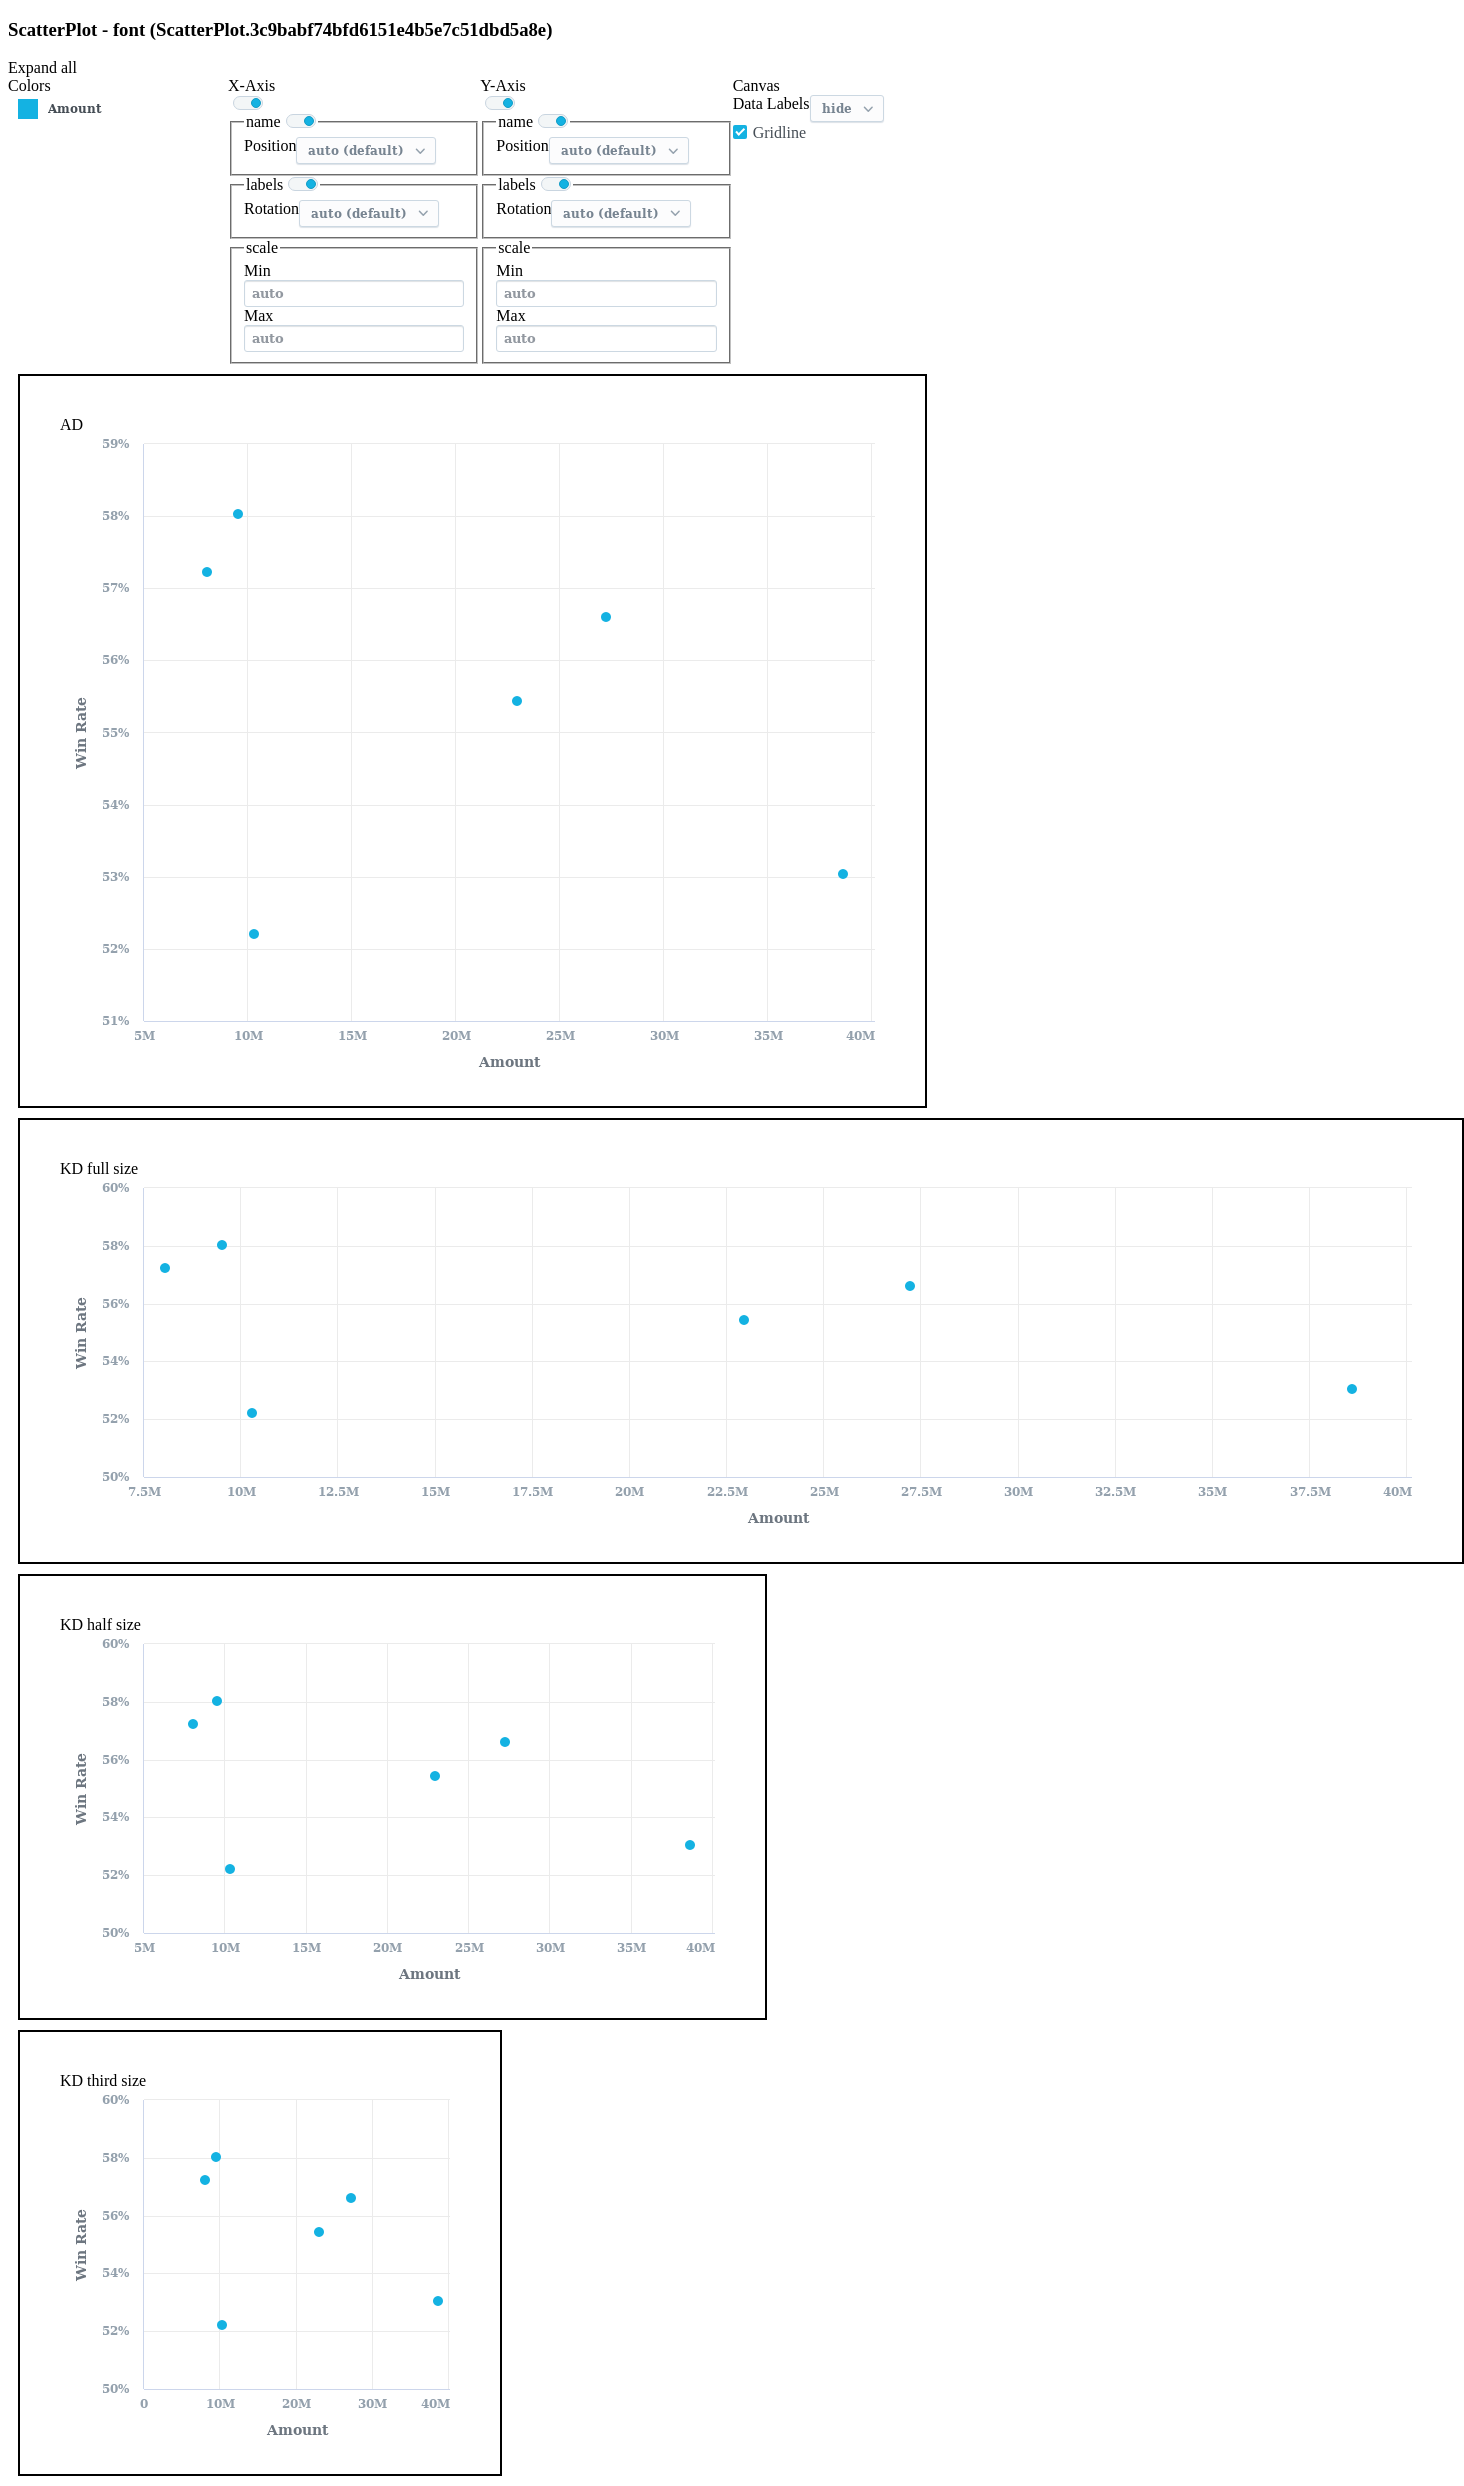 ScatterPlot - font (ScatterPlot.3c9babf74bfd6151e4b5e7c51dbd5a8e)
Expand all
Colors
Amount
X-Axis
name
Position auto (default)
labels
Rotation auto (default)
scale
Min
auto
Max
auto
Y-Axis
name
Position auto (default)
labels
Rotation auto (default)
scale
Min
auto
Max
auto
Canvas
Data Labels hide
Gridline
AD
59%
58%
57%
56%
55%
54%
53%
52%
51%
Win Rate
5M 10M 15M 20M 25M 30M 35M 40M
Amount
KD full size
60%
58%
56%
54%
52%
50%
Win Rate
7.5M 10M 12.5M 15M 17.5M 20M 22.5M 25M 27.5M 30M 32.5M 35M 37.5M 40M
Amount
KD half size
60%
58%
56%
54%
52%
50%
Win Rate
5M 10M 15M 20M 25M 30M 35M 40M
Amount
KD third size
60%
58%
56%
54%
52%
50%
Win Rate
0 10M 20M 30M 40M
Amount